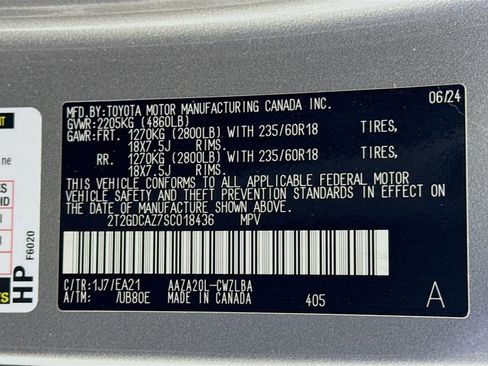 MFD.BY:TOYOTA MOTOR MANUFACTURING CANADA INC.
06/24
GVWR:2205KG (4860LB)
GAWR:FRT. 1270KG (2800LB) WITH 235/60R18 TIRES,
18X7.5J RIMS.
RR. 1270KG (2800LB) WITH 235/60R18 TIRES,
18X7.5J RIMS.
THIS VEHICLE CONFORMS TO ALL APPLICABLE FEDERAL MOTOR
VEHICLE SAFETY AND THEFT PREVENTION STANDARDS IN EFFECT ON
THE DATE OF MANUFACTURE SHOWN ABOVE.
2T2GDCAZ7SC018436 MPV
C/TR:1J7/EA21 AAZA20L-CWZLBA
A/TM: /UB80E MADE IN CANADA 405 A
ne
ES
ID
HP
F6020